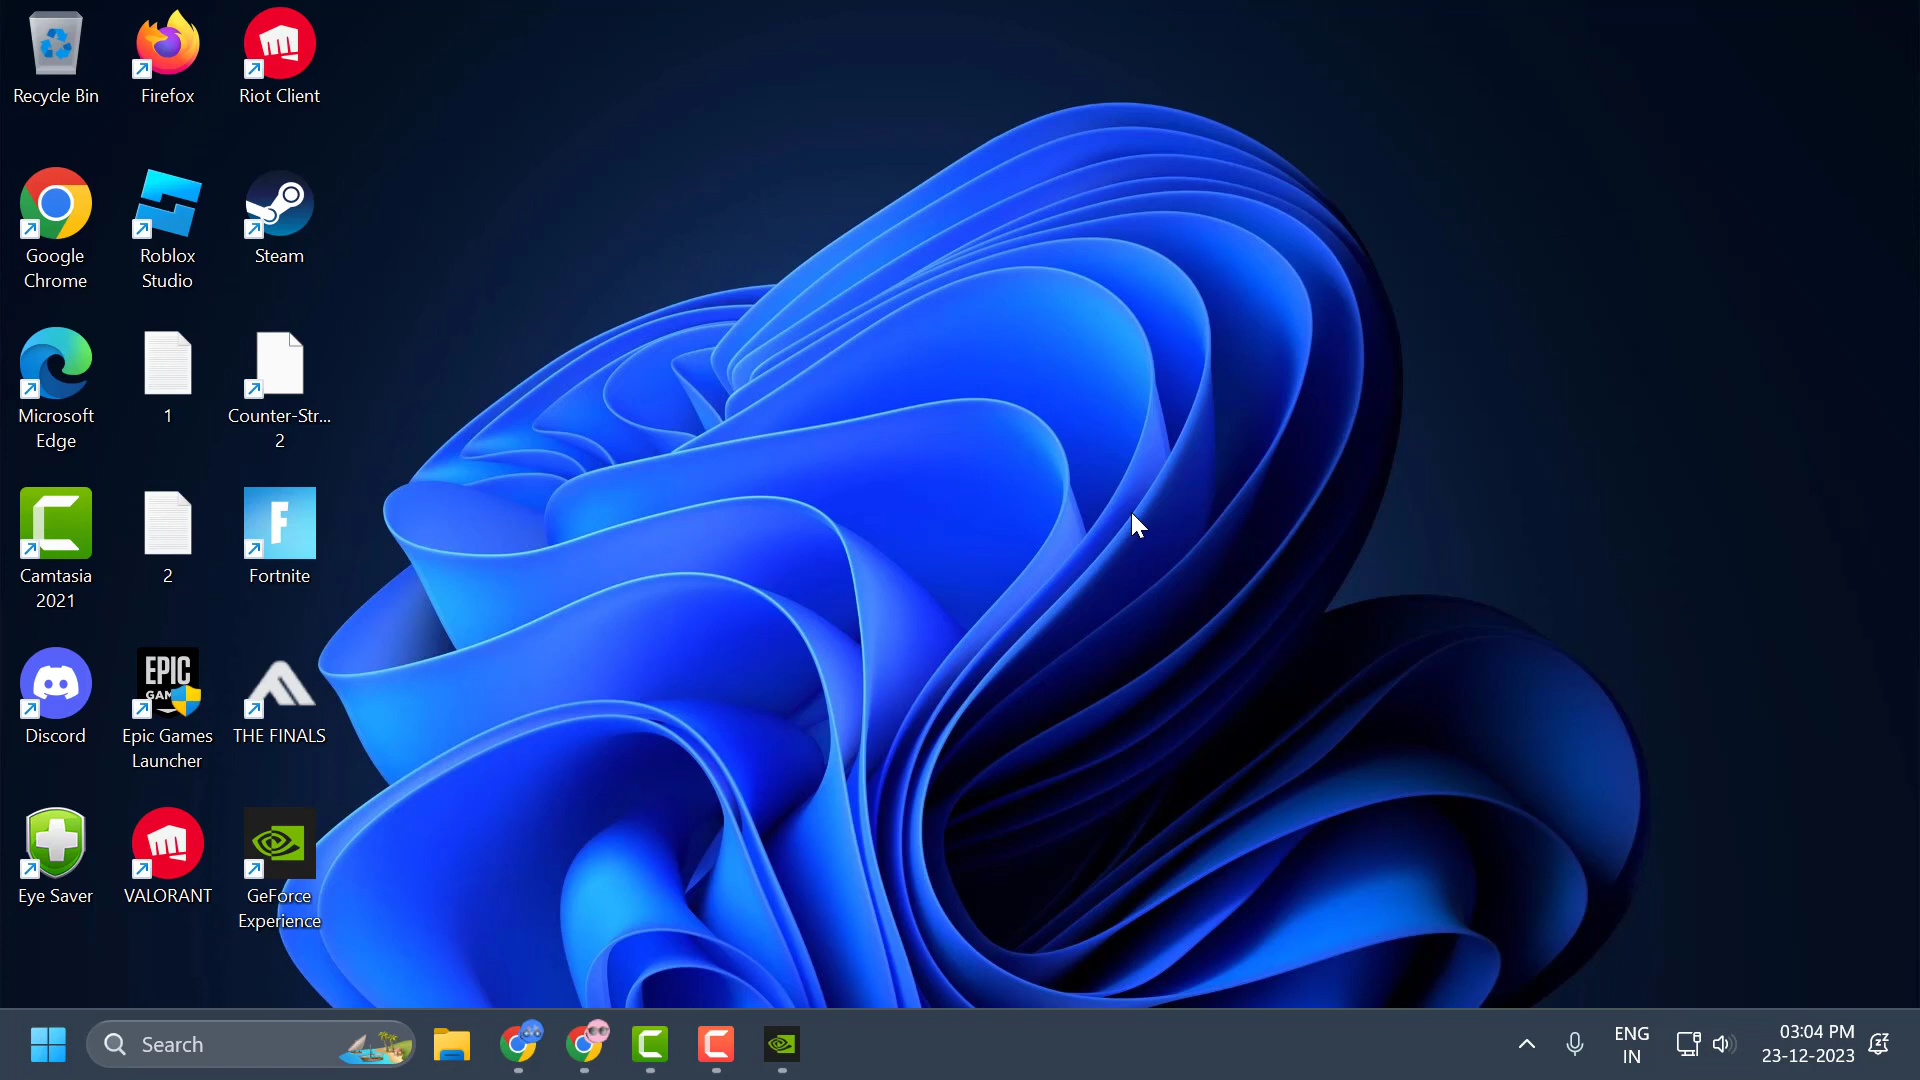 Recycle Bin
Firefox
Riot Client
Google
Chrome
Roblox
Studio
Steam
Microsoft
Edge
1
Counter-Str...
2
Camtasia
2021
2
Fortnite
EPIC
GAM
F
Discord
Epic Games
Launcher
THE FINALS
Eye Saver
VALORANT
GeForce
Experience
Search
ENG
IN
03:04 PM
23-12-2023